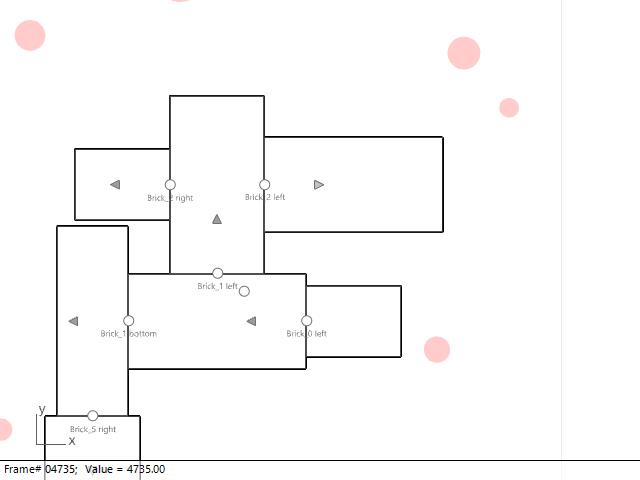 Brick_2 right
Brick_2 left
Brick_1 left
Brick_1 bottom
Brick_0 left
y
x
Brick_5 right
Frame# 04735; Value = 4735.00